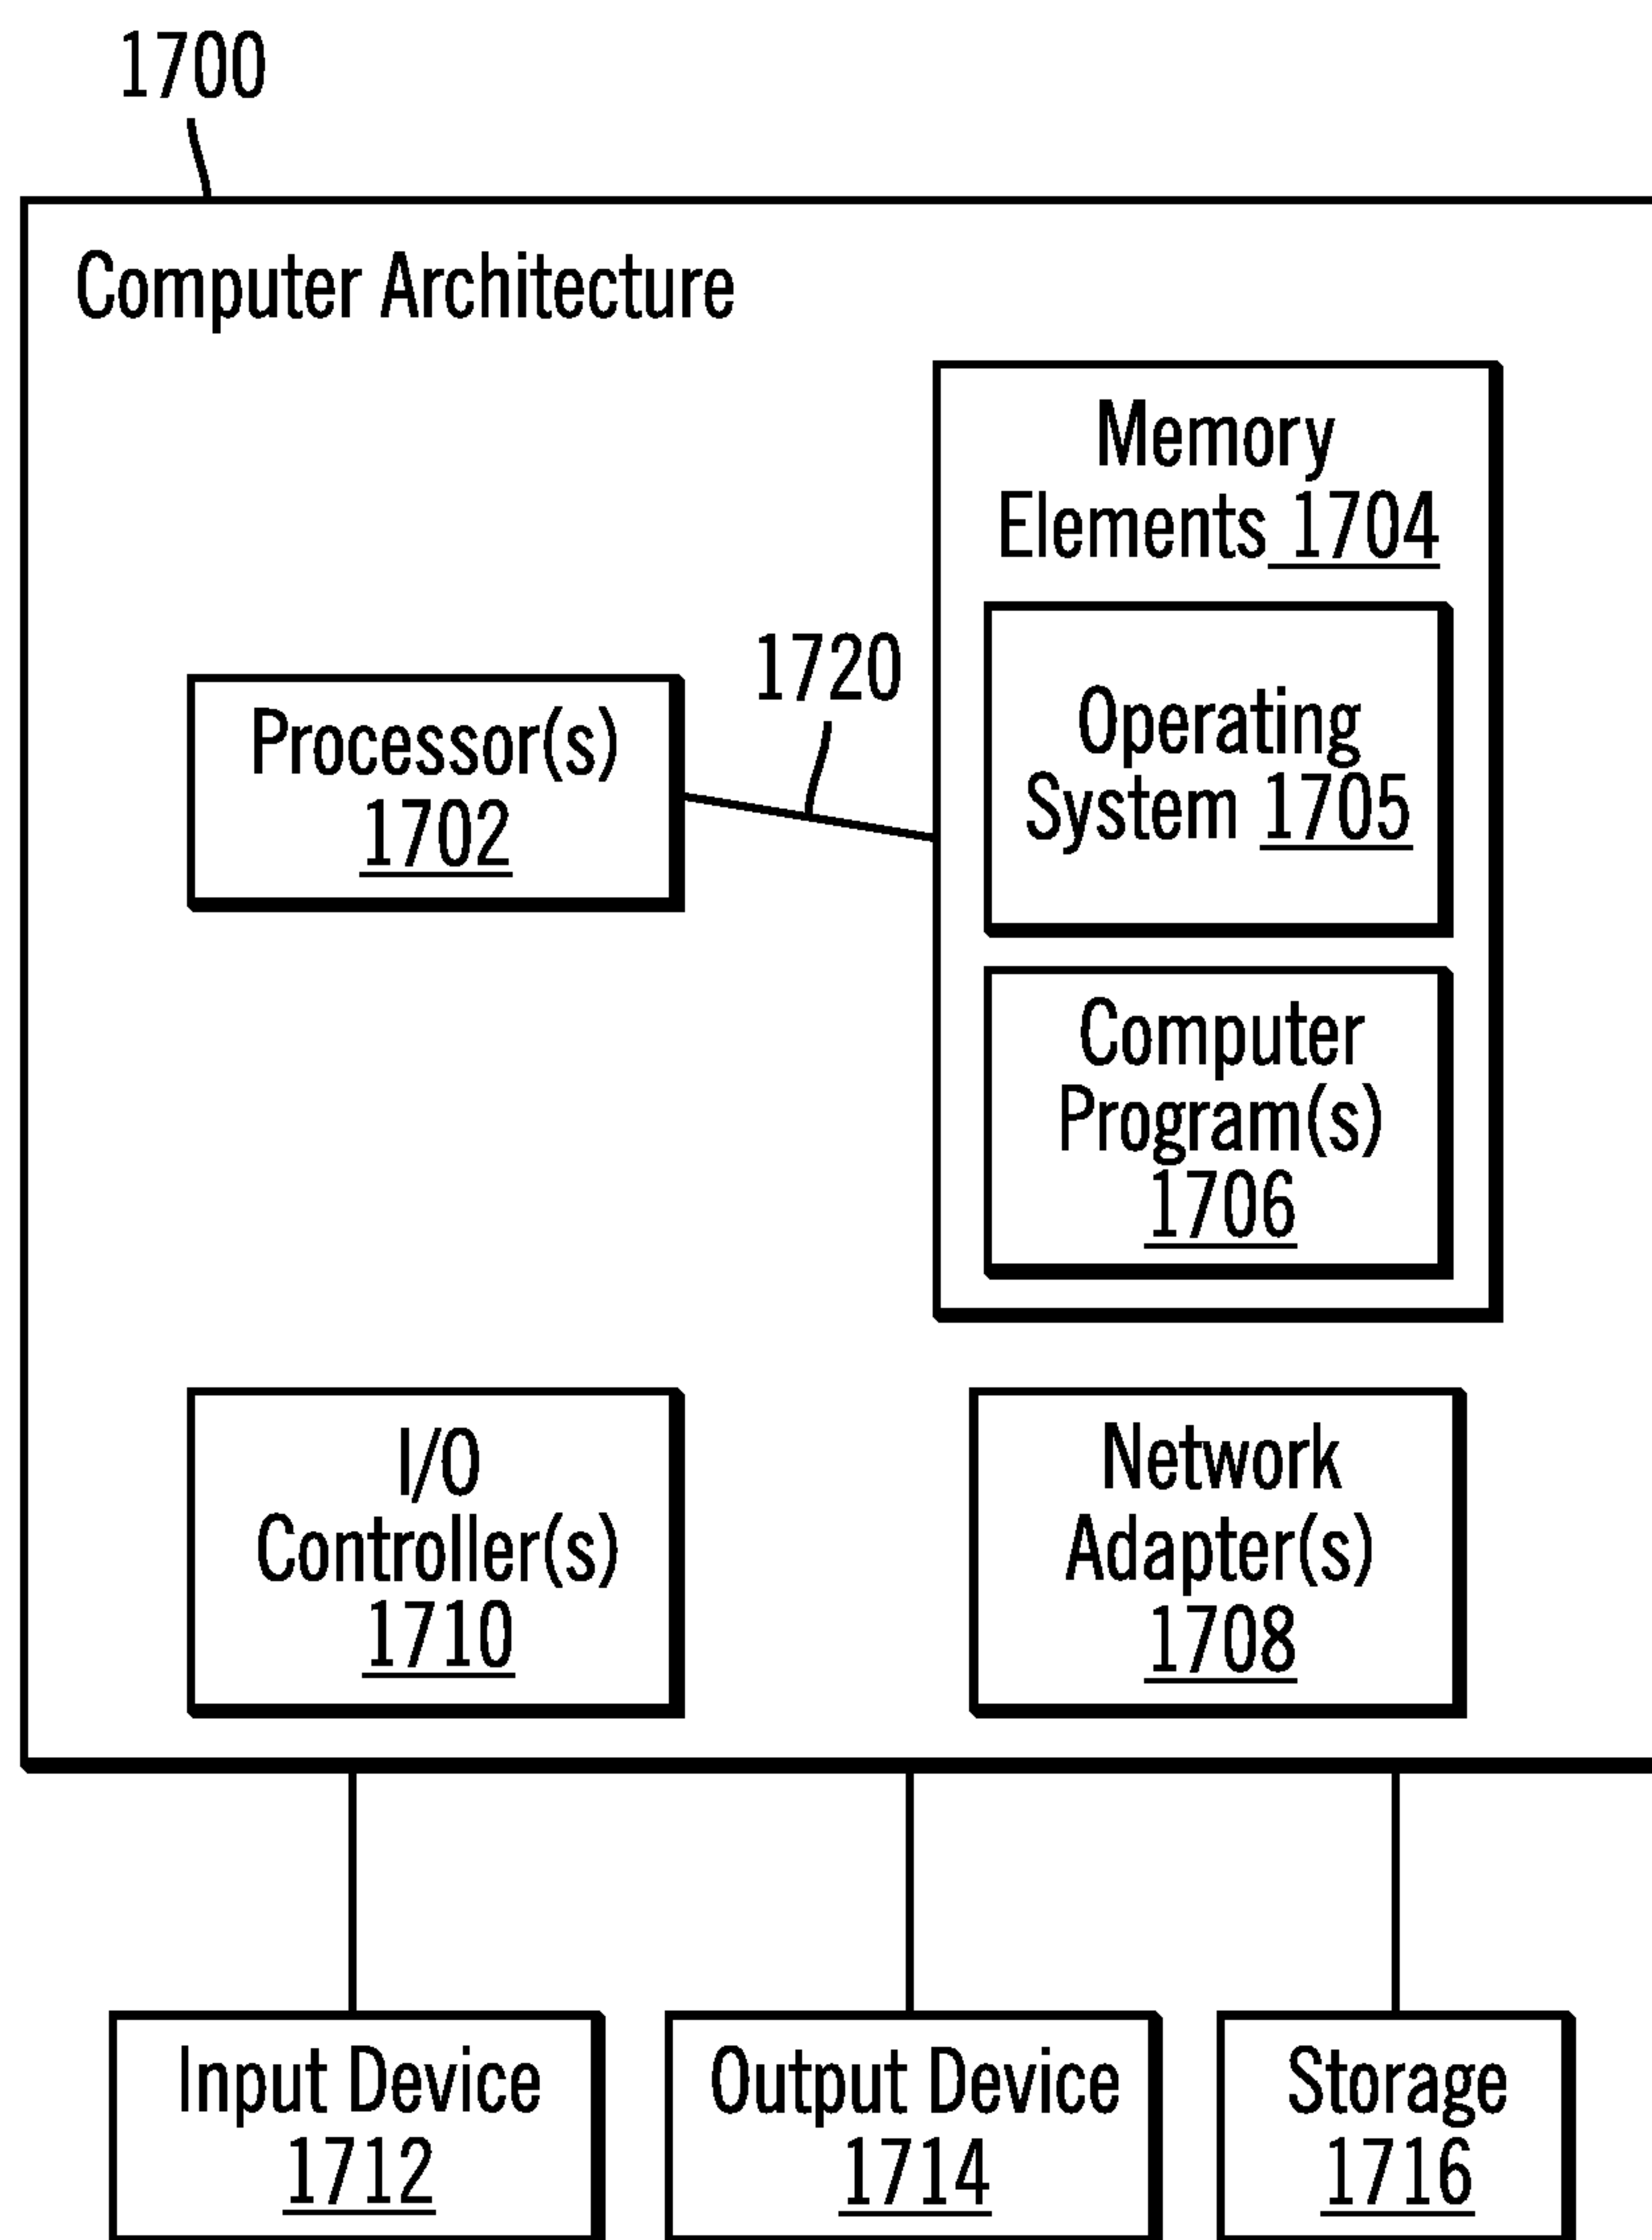 1700
Computer Architecture
Memory
Elements 1704
1720
Processor(s)
1702
Operating
System 1705
Computer
Program(s)
1706
I/O
Controller(s)
1710
Network
Adapter(s)
1708
Input Device
1712
Output Device
1714
Storage
1716